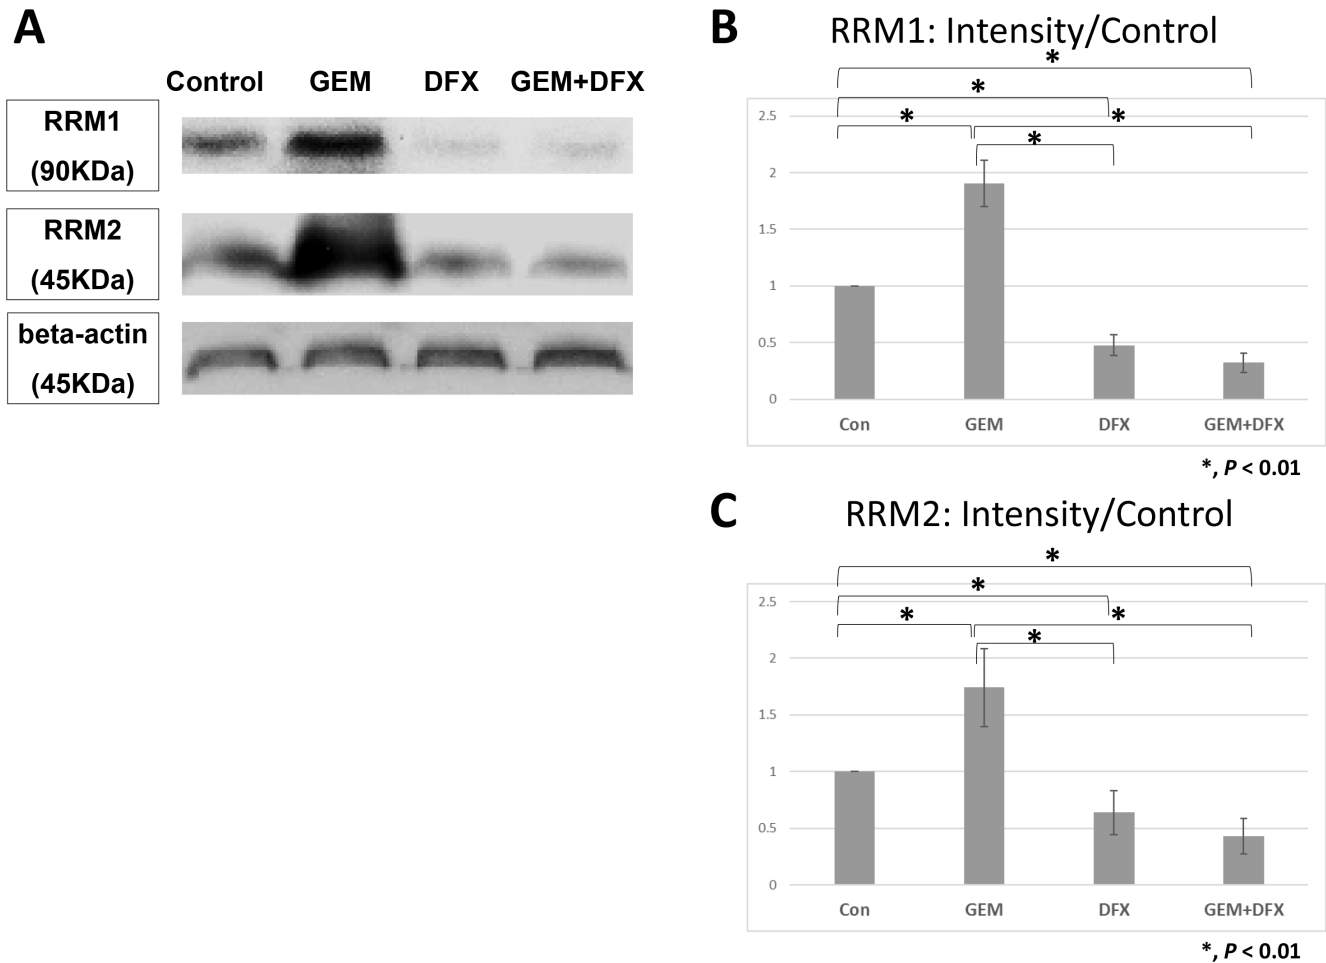 A
Control GEM DFX GEM+DFX
RRM1
(90KDa)
RRM2
(45KDa)
beta-actin
(45KDa)
B
RRM1: Intensity/Control
*
*
* *
*
2.5
2
1.5
1
0.5
0
Con GEM DFX GEM+DFX
*, P < 0.01
C
RRM2: Intensity/Control
*
*
* *
*
2.5
2
1.5
1
0.5
0
Con GEM DFX GEM+DFX
*, P < 0.01